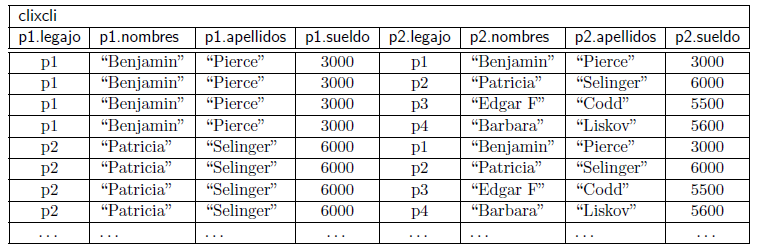 clixcli
p1.legajo p1.nombres p1.apellidos p1.sueldo p2.legajo p2.nombres p2.apellidos p2.sueldo
p1 “Benjamin” “Pierce” 3000 p1 “Benjamin” “Pierce” 3000
p1 “Benjamin” “Pierce” 3000 p2 “Patricia” “Selinger” 6000
p1 “Benjamin” “Pierce” 3000 p3 “Edgar F” “Codd” 5500
p1 “Benjamin” “Pierce” 3000 p4 “Barbara” “Liskov” 5600
p2 “Patricia” “Selinger” 6000 p1 “Benjamin” “Pierce” 3000
p2 “Patricia” “Selinger” 6000 p2 “Patricia” “Selinger” 6000
p2 “Patricia” “Selinger” 6000 p3 “Edgar F” “Codd” 5500
p2 “Patricia” “Selinger” 6000 p4 “Barbara” “Liskov” 5600
... ... ... ... ... ... ... ...